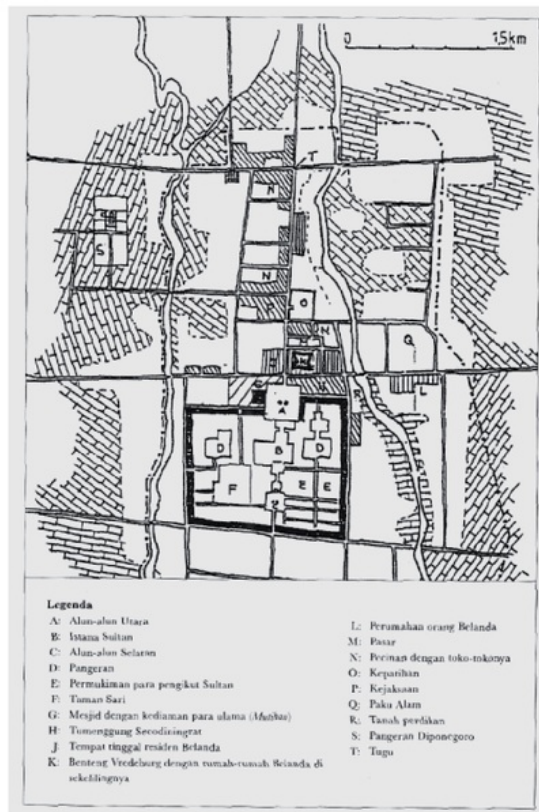 0 1,5km
T
N
S
N
O
N
Q
L
A
R
D
B
D
F
E
E
Legenda
A: Alun-alun Utara
B: Istana Sultan
C: Alun-alun Selatan
D: Pangeran
E: Permukiman para pengikut Sultan
F: Taman Sari
G: Mesjid dengan kediaman para ulama (Mutihan)
H: Tumenggung Secodiningrat
J: Tempat tinggal residen Belanda
K: Benteng Vredeburg dengan rumah-rumah Belanda di
sekelilingnya
L: Perumahan orang Belanda
M: Pasar
N: Pecinan dengan toko-tokonya
O: Kepatihan
P: Kejaksaan
Q: Paku Alam
R: Tanah perdikan
S: Pangeran Diponegoro
T: Tugu